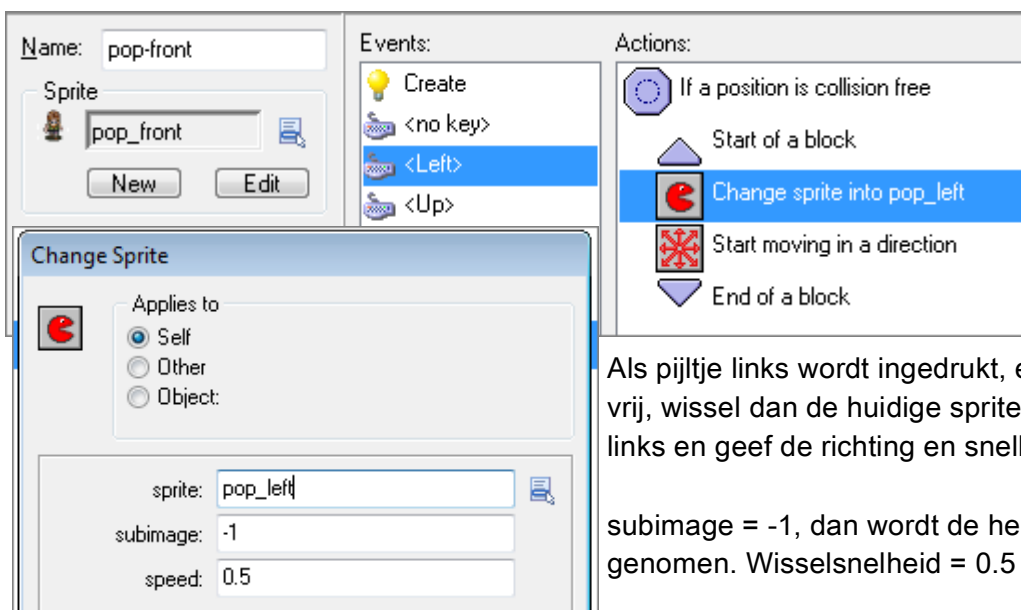 Name: pop-front
Sprite
pop_front
New Edit
Events:
Create
<no key>
<Left>
<Up>
Actions:
If a position is collision free
Start of a block
Change sprite into pop_left
Start moving in a direction
End of a block
Change Sprite
Applies to
Self
Other
Object:
sprite: pop_left
subimage: -1
speed: 0.5
Als pijltje links wordt ingedrukt,
vrij, wissel dan de huidige sprite
links en geef de richting en
subimage = -1, dan wordt de
genomen. Wisselsnelheid = 0.5